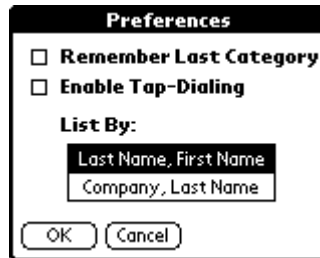 Preferences
Remember Last Category
Enable Tap-Dialing
List By:
Last Name, First Name
Company, Last Name
OK Cancel